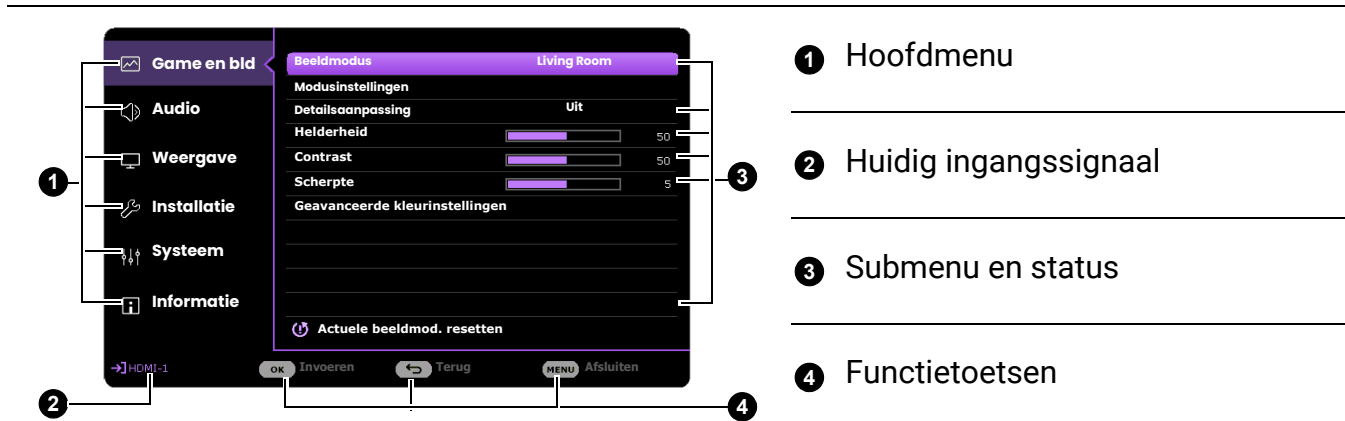 Game en bld
Audio
Weergave
Installatie
Systeem
Informatie
Beeldmodus Living Room
Modusinstellingen
Detailsaanpassing Uit
Helderheid 50
Contrast 50
Scherpte 5
Geavanceerde kleurinstellingen
Actuele beeldmod. resetten
HDMI-1
OK Invoeren
Terug
MENU Afsluiten
1
2
3
4
1 Hoofdmenu
2 Huidig ingangssignaal
3 Submenu en status
4 Functietoetsen